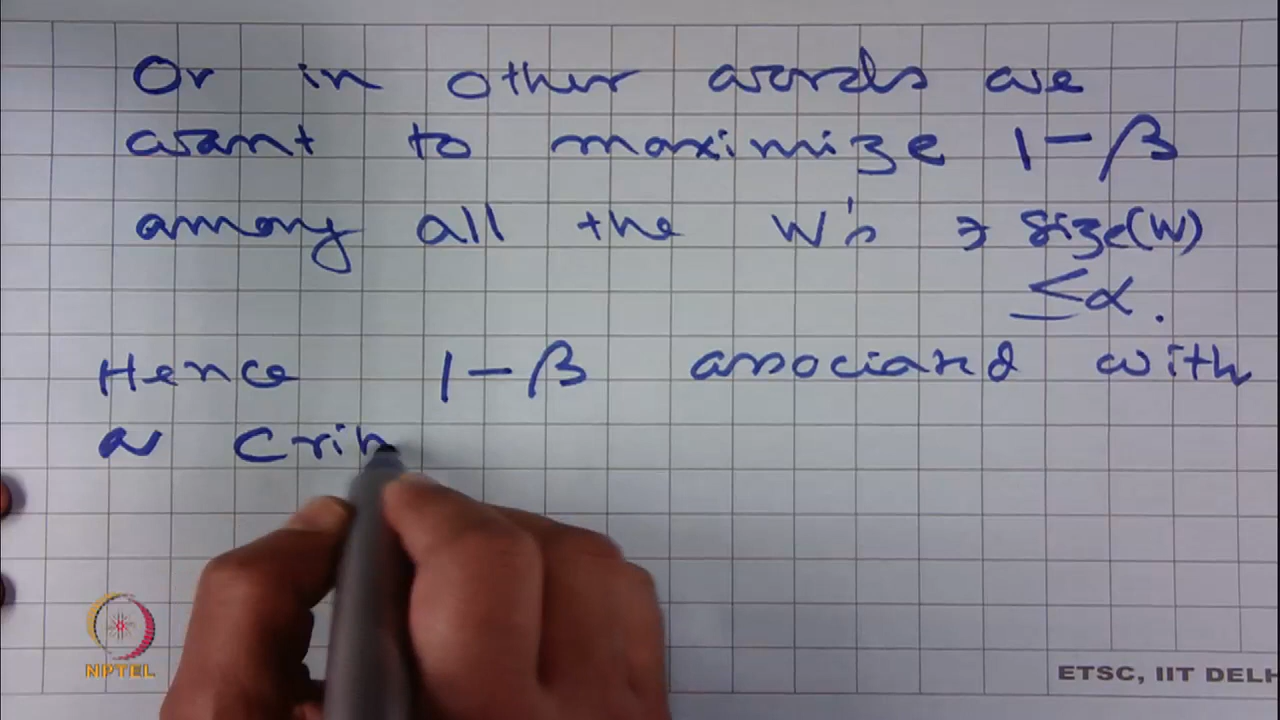 Or in other words we
want to maximize 1-β
among all the W's ∋ size(W)
≤α.
Hence 1-β associated with
a Crit
NPTEL
ETSC, IIT DELH